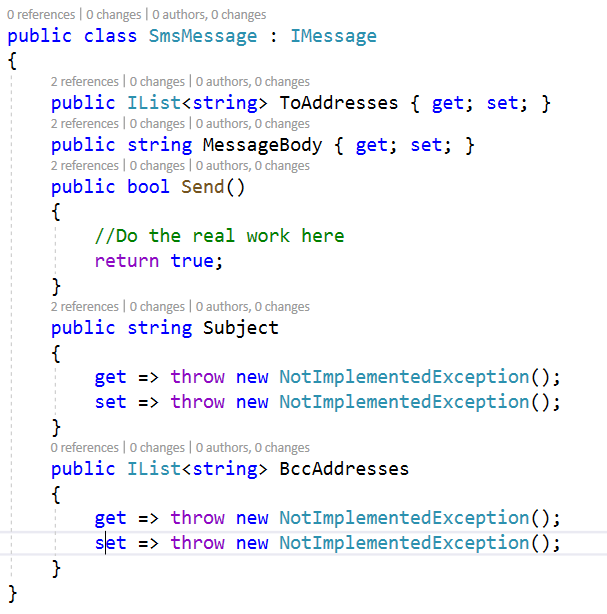 0 references | 0 changes | 0 authors, 0 changes
public class SmsMessage : IMessage
{
2 references | 0 changes | 0 authors, 0 changes
public IList<string> ToAddresses { get; set; }
2 references | 0 changes | 0 authors, 0 changes
public string MessageBody { get; set; }
2 references | 0 changes | 0 authors, 0 changes
public bool Send()
{
//Do the real work here
return true;
}
2 references | 0 changes | 0 authors, 0 changes
public string Subject
{
get => throw new NotImplementedException();
set => throw new NotImplementedException();
}
0 references | 0 changes | 0 authors, 0 changes
public IList<string> BccAddresses
{
get => throw new NotImplementedException();
set => throw new NotImplementedException();
}
}